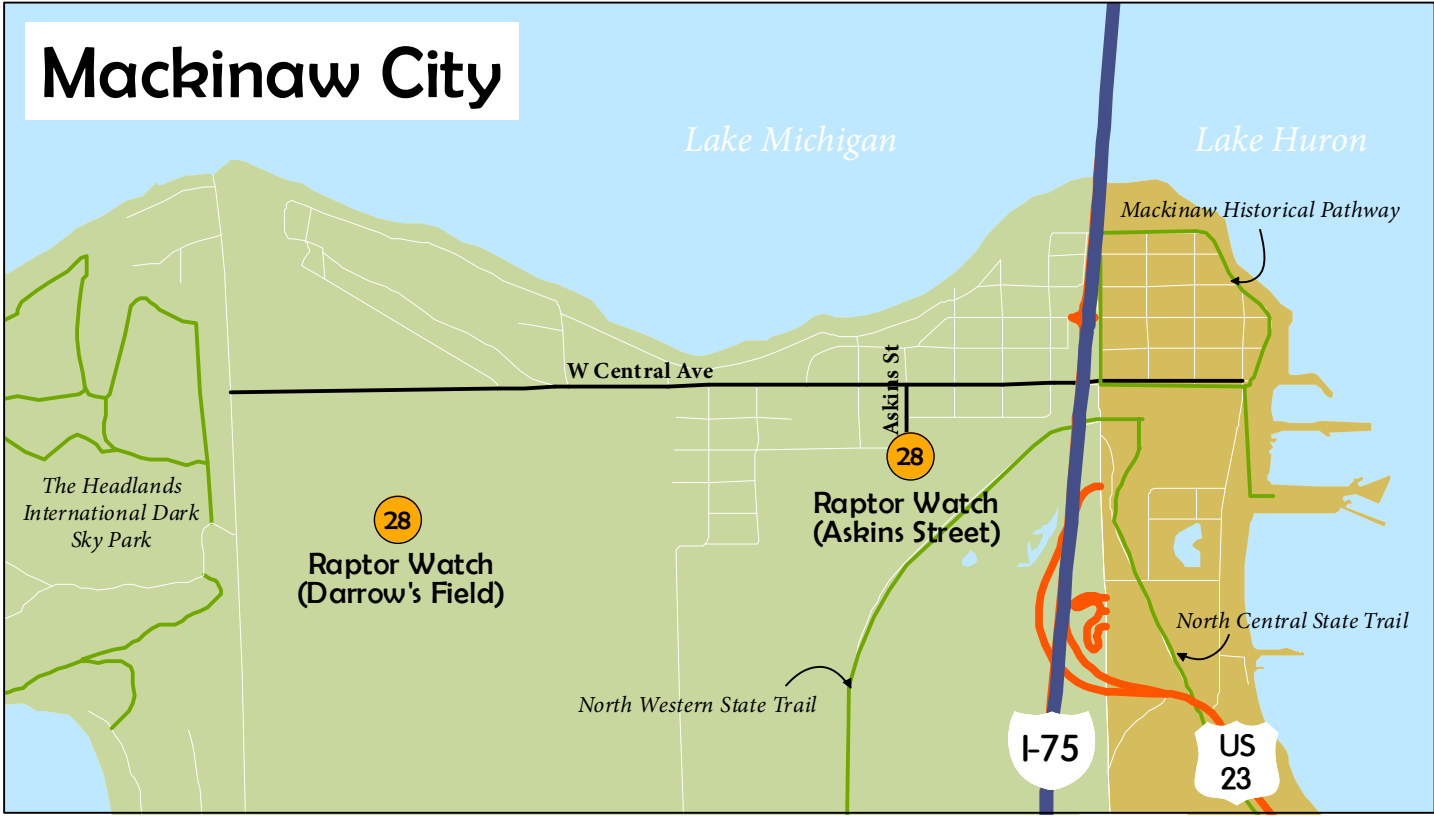 Mackinaw City
Lake Michigan
Lake Huron
Mackinaw Historical Pathway
W Central Ave
Askins St
28
Raptor Watch
(Askins Street)
The Headlands
International Dark
Sky Park
28
Raptor Watch
(Darrow's Field)
North Central State Trail
North Western State Trail
I-75
US
23